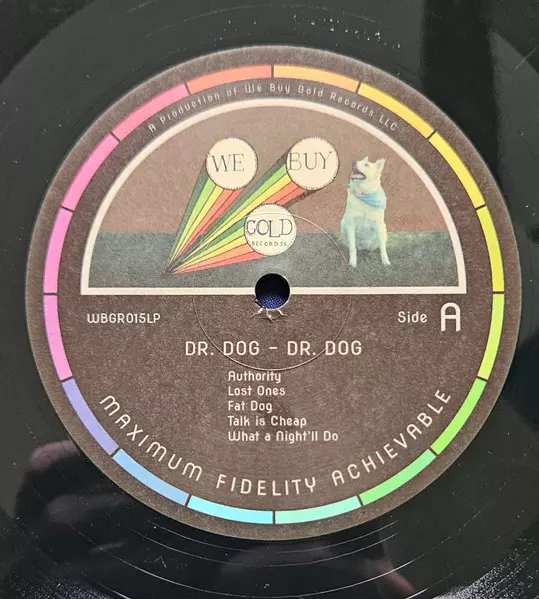 A Production of We Buy Gold Records LLC
WE BUY
GOLD
RECORDS
WBGR015LP
Side A
DR. DOG - DR. DOG
Authority
Lost Ones
Fat Dog
Talk is Cheap
What a Night'll Do
MAXIMUM FIDELITY ACHIEVABLE